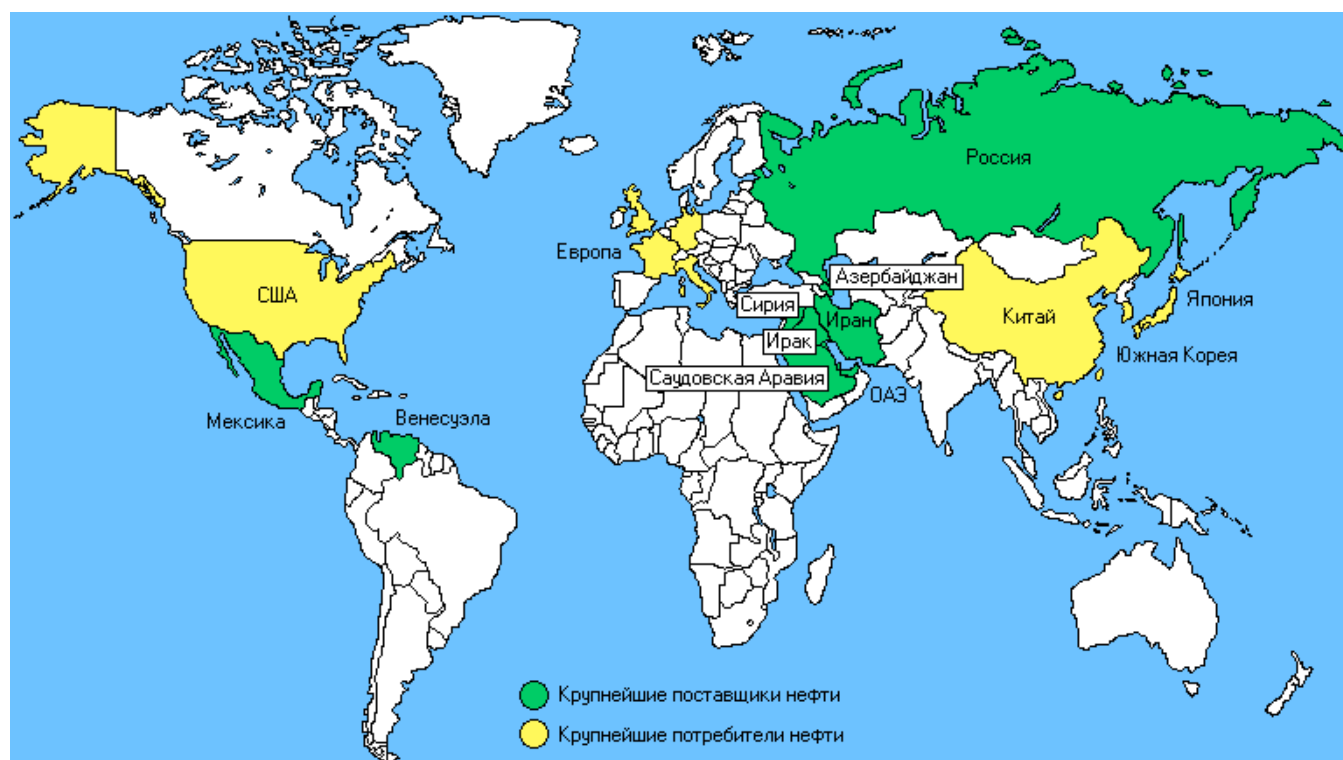 Россия
Европа
Азербайджан
США
Сирия
Иран
Китай
Япония
Ирак
Южная Корея
Саудовская Аравия
ОАЭ
Мексика
Венесуэла
Крупнейшие поставщики нефти
Крупнейшие потребители нефти